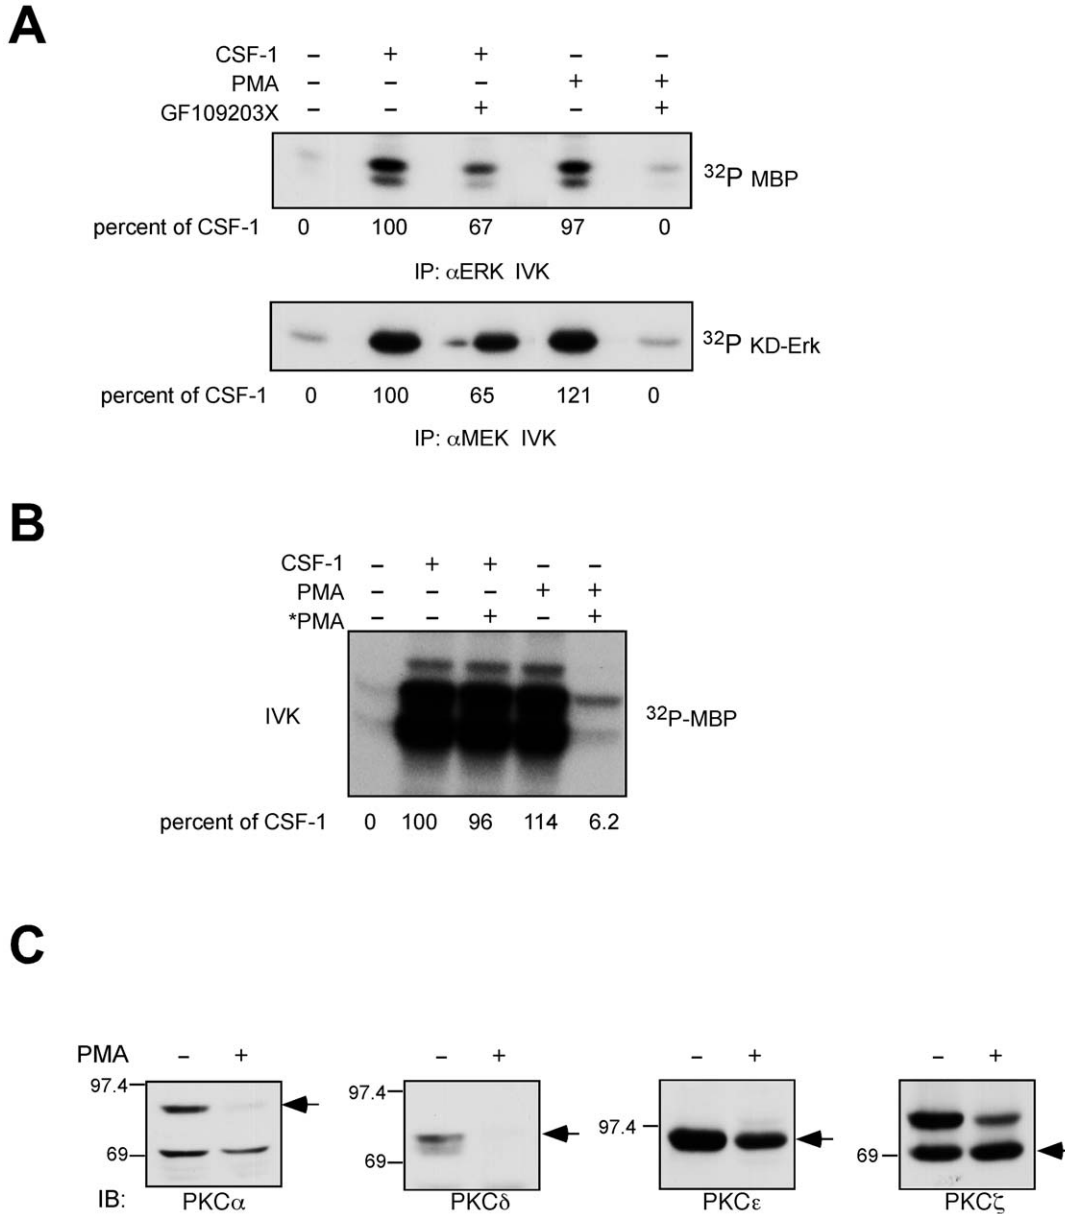 A
CSF-1 – + + – –
PMA – – – + +
GF109203X – – + – +
32P MBP
percent of CSF-1 0 100 67 97 0
IP: αERK IVK
32P KD-Erk
percent of CSF-1 0 100 65 121 0
IP: αMEK IVK
B
CSF-1 – + + – –
PMA – – – + +
*PMA – – + – +
IVK
32P-MBP
percent of CSF-1 0 100 96 114 6.2
C
PMA – + – + – + – +
97.4 97.4 97.4
69 69 69
IB: PKCα PKCδ PKCε PKCζ